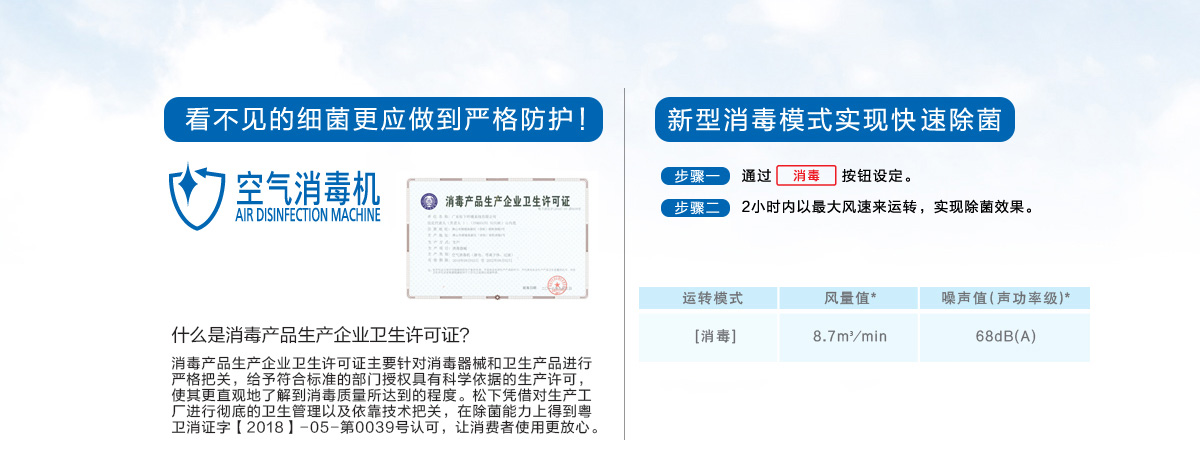 看不见的细菌更应做到严格防护！
空气消毒机
AIR DISINFECTION MACHINE
消毒产品生产企业卫生许可证
什么是消毒产品生产企业卫生许可证？
消毒产品生产企业卫生许可证主要针对消毒器械和卫生产品进行
严格把关，给予符合标准的部门授权具有科学依据的生产许可，
使其更直观地了解到消毒质量所达到的程度。松下凭借对生产工
厂进行彻底的卫生管理以及依靠技术把关，在除菌能力上得到粤
卫消证字【2018】-05-第0039号认可，让消费者使用更放心。
新型消毒模式实现快速除菌
步骤一 通过 消毒 按钮设定。
步骤二 2小时内以最大风速来运转，实现除菌效果。
运转模式 风量值* 噪声值(声功率级)*
[消毒] 8.7m³/min 68dB(A)